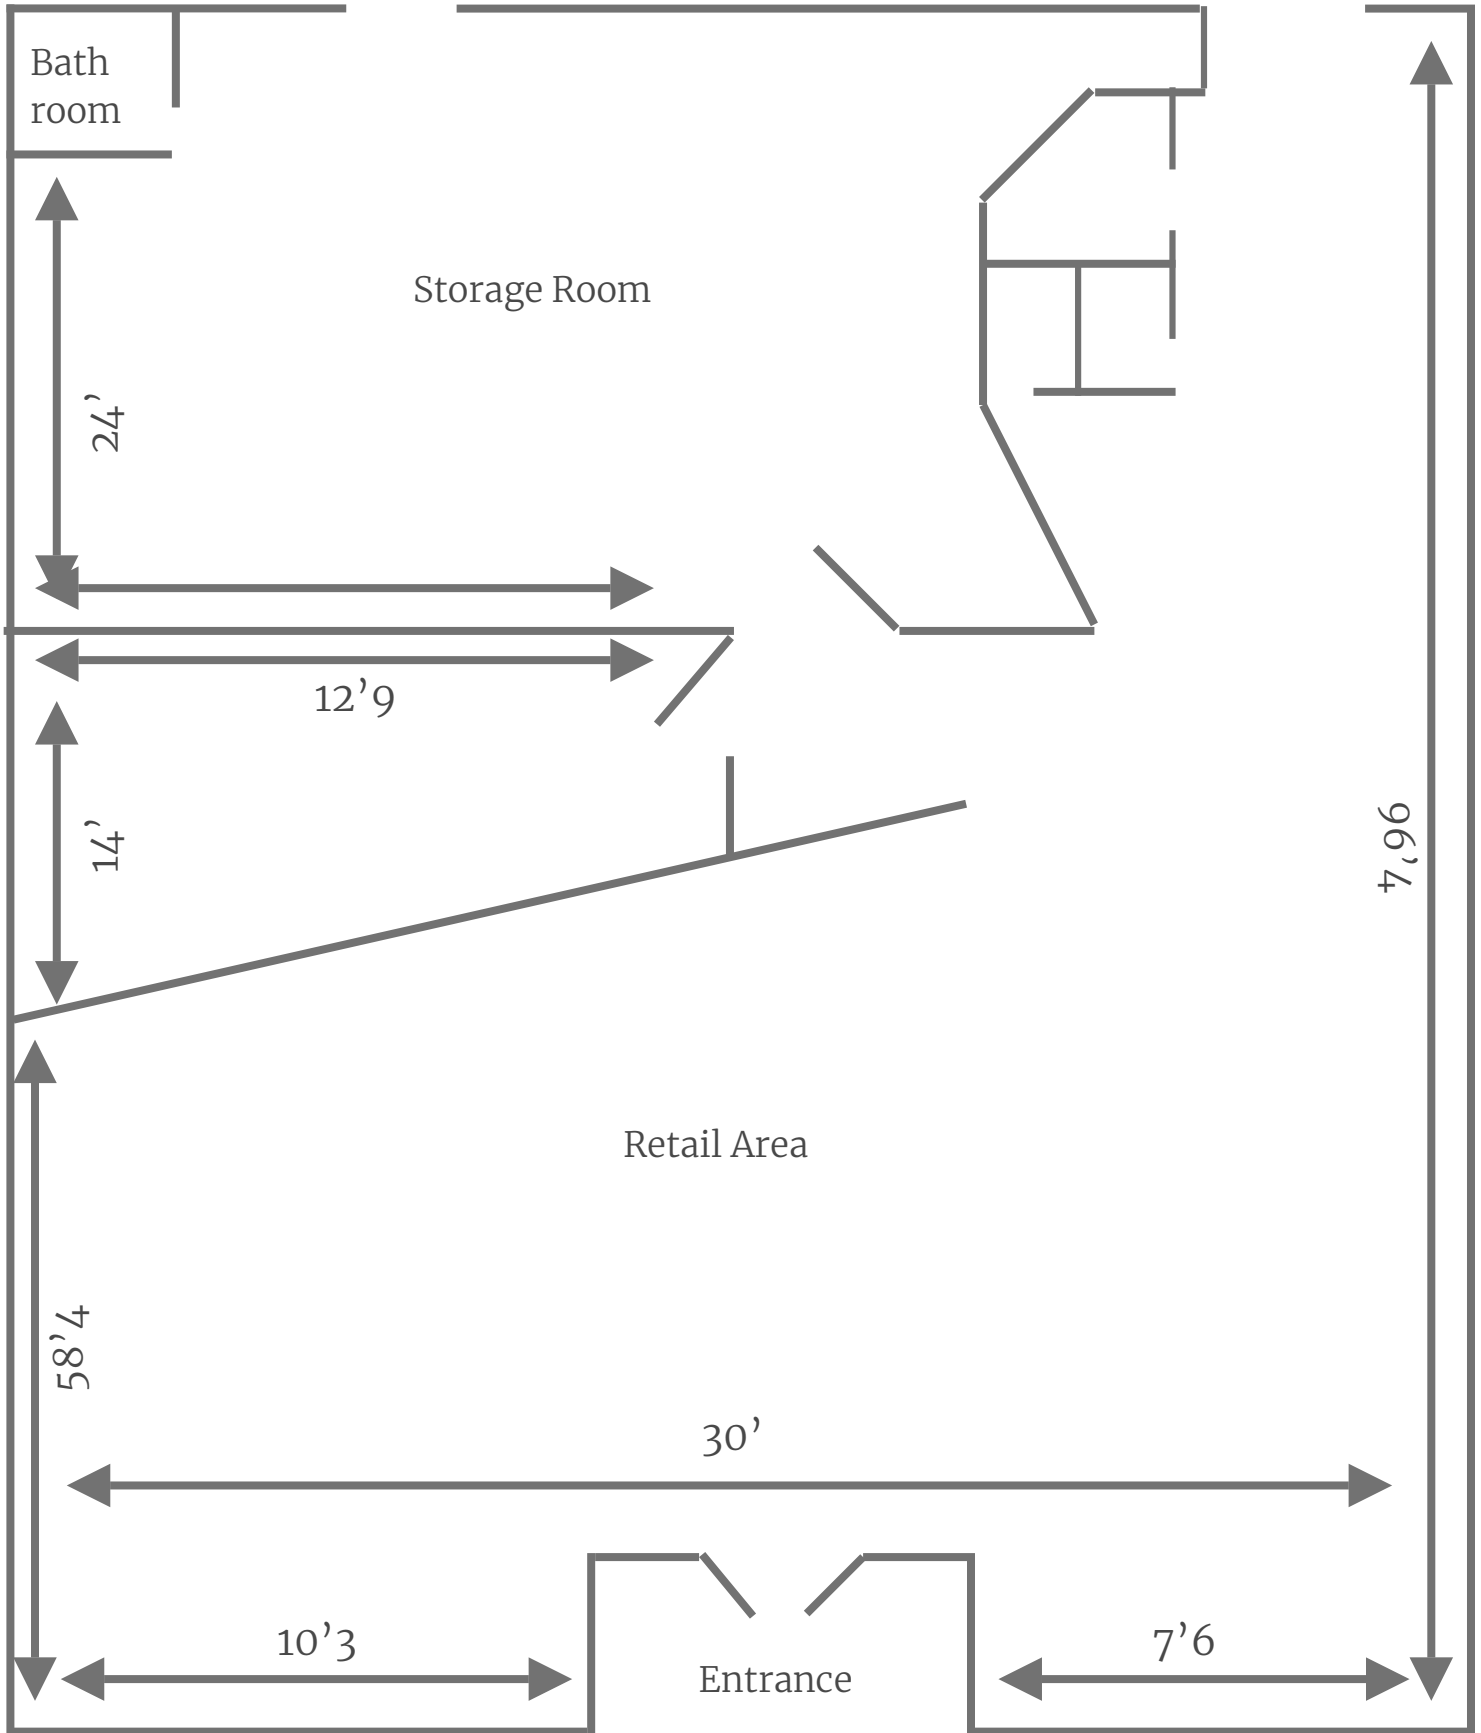 Bath
room
Storage Room
24’
12’9
14’
96’4
Retail Area
58’4
30’
10’3
7’6
Entrance